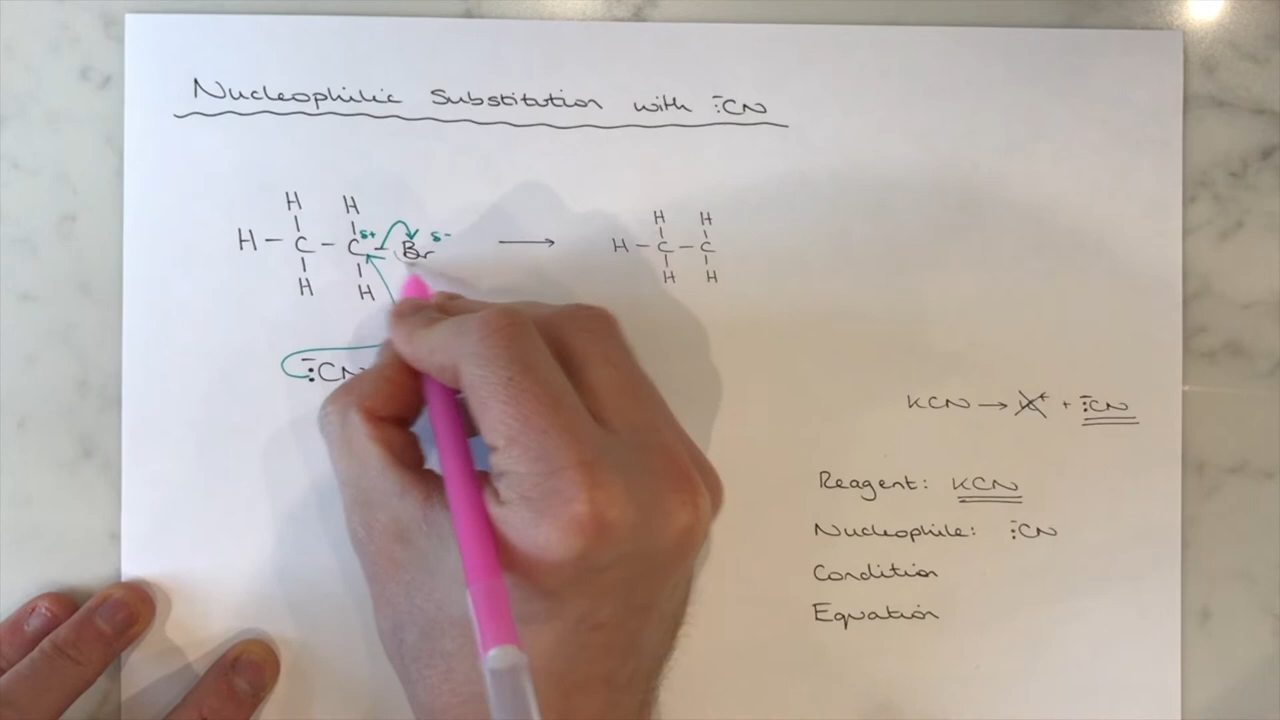 Nucleophilic Substitution with :⁻CN
H H H H
δ+ δ-
H – C – C – Br ⟶ H – C – C
H H H H
:⁻CN
KCN → K⁺ + :⁻CN
Reagent: KCN
Nucleophile: :⁻CN
Condition
Equation